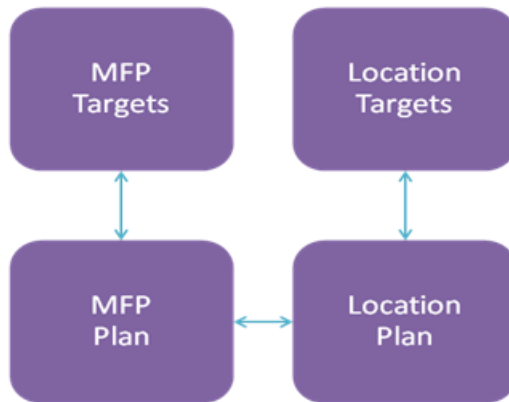 MFP
Targets
Location
Targets
MFP
Plan
Location
Plan